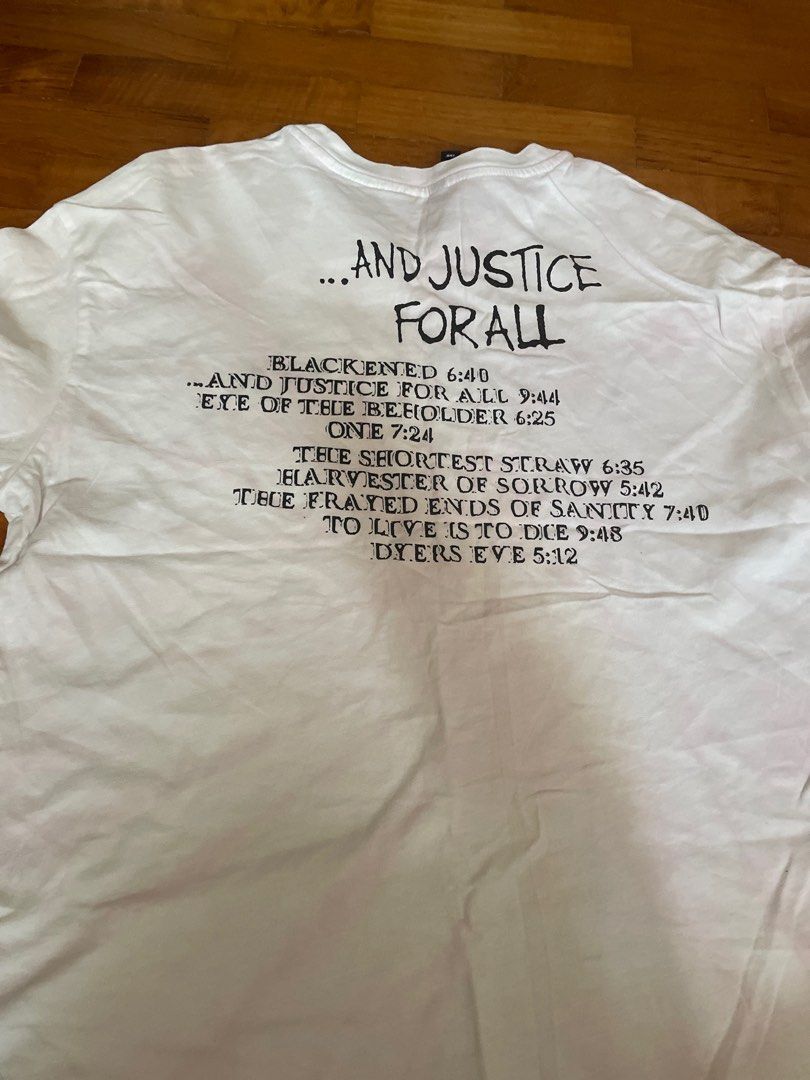 ...AND JUSTICE
FOR ALL
BLACKENED 6:40
...AND JUSTICE FOR ALL 9:44
EYE OF THE BEHOLDER 6:25
ONE 7:24
THE SHORTEST STRAW 6:35
HARVESTER OF SORROW 5:42
THE FRAYED ENDS OF SANITY 7:40
TO LIVE IS TO DIE 9:48
DYERS EVE 5:12